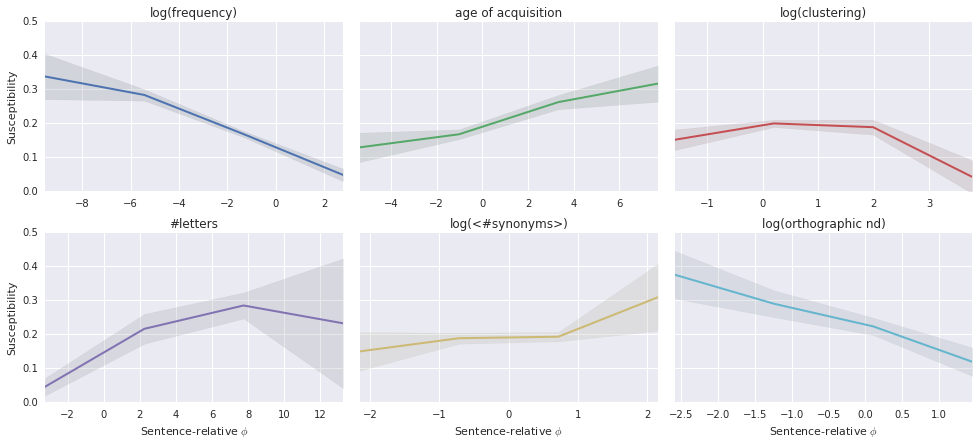 log(frequency) age of acquisition log(clustering)
Susceptibility
0.5
0.4
0.3
0.2
0.1
0.0
−8 −6 −4 −2 0 2 −4 −2 0 2 4 6 −1 0 1 2 3
#letters log(<#synonyms>) log(orthographic nd)
Susceptibility
0.5
0.4
0.3
0.2
0.1
0.0
−2 0 2 4 6 8 10 12 −2 −1 0 1 2 −2.5 −2.0 −1.5 −1.0 −0.5 0.0 0.5 1.0
Sentence-relative ϕ Sentence-relative ϕ Sentence-relative ϕ